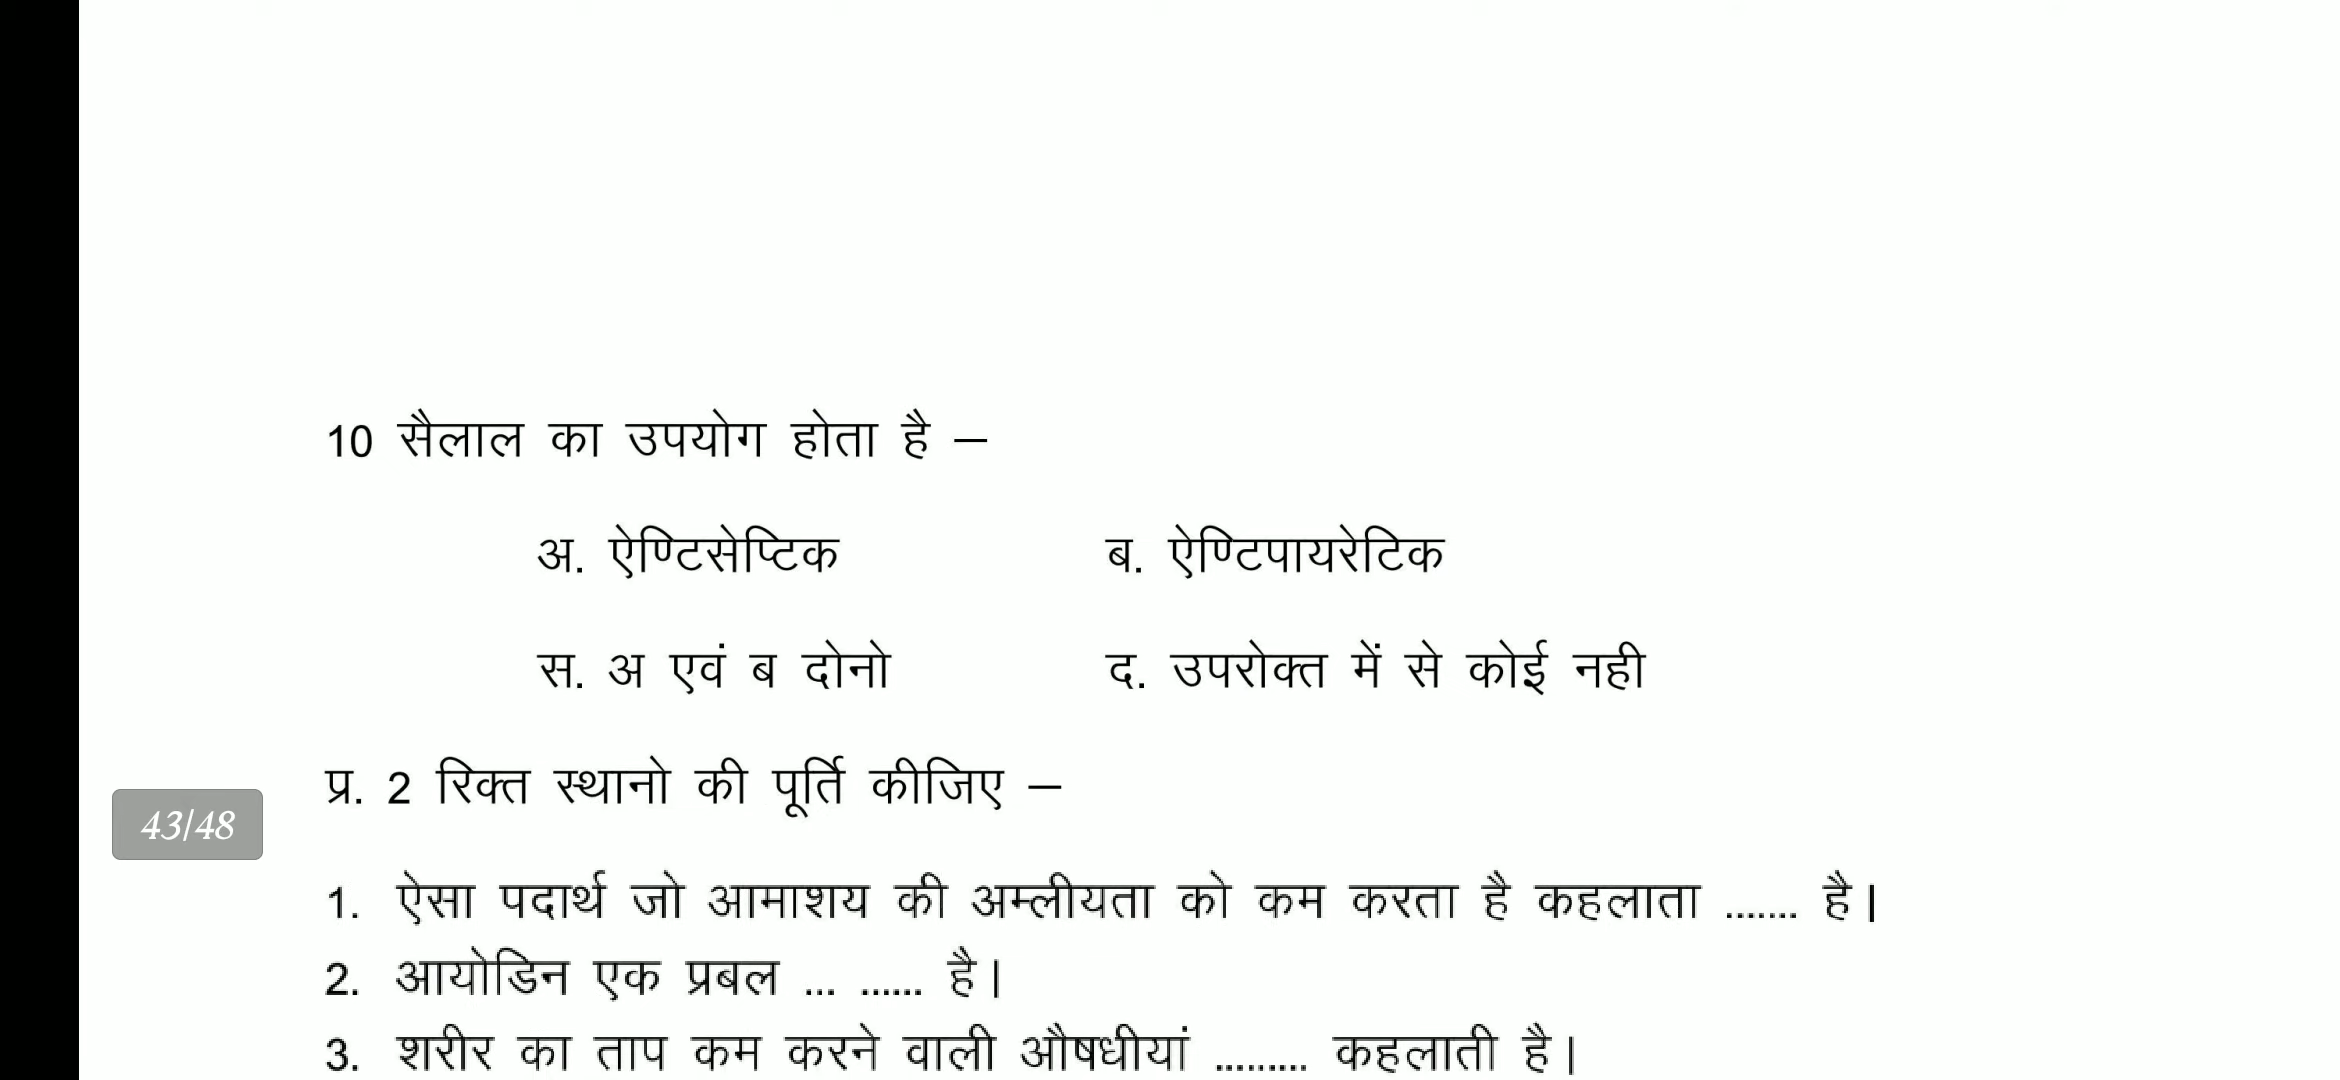 10 सैलाल का उपयोग होता है –
अ. ऐण्टिसेप्टिक ब. ऐण्टिपायरेटिक
स. अ एवं ब दोनो द. उपरोक्त में से कोई नही
प्र. 2 रिक्त स्थानो की पूर्ति कीजिए –
43/48
1. ऐसा पदार्थ जो आमाशय की अम्लीयता को कम करता है कहलाता ....... है।
2. आयोडिन एक प्रबल ... ...... है।
3. शरीर का ताप कम करने वाली औषधीयां ......... कहलाती है।